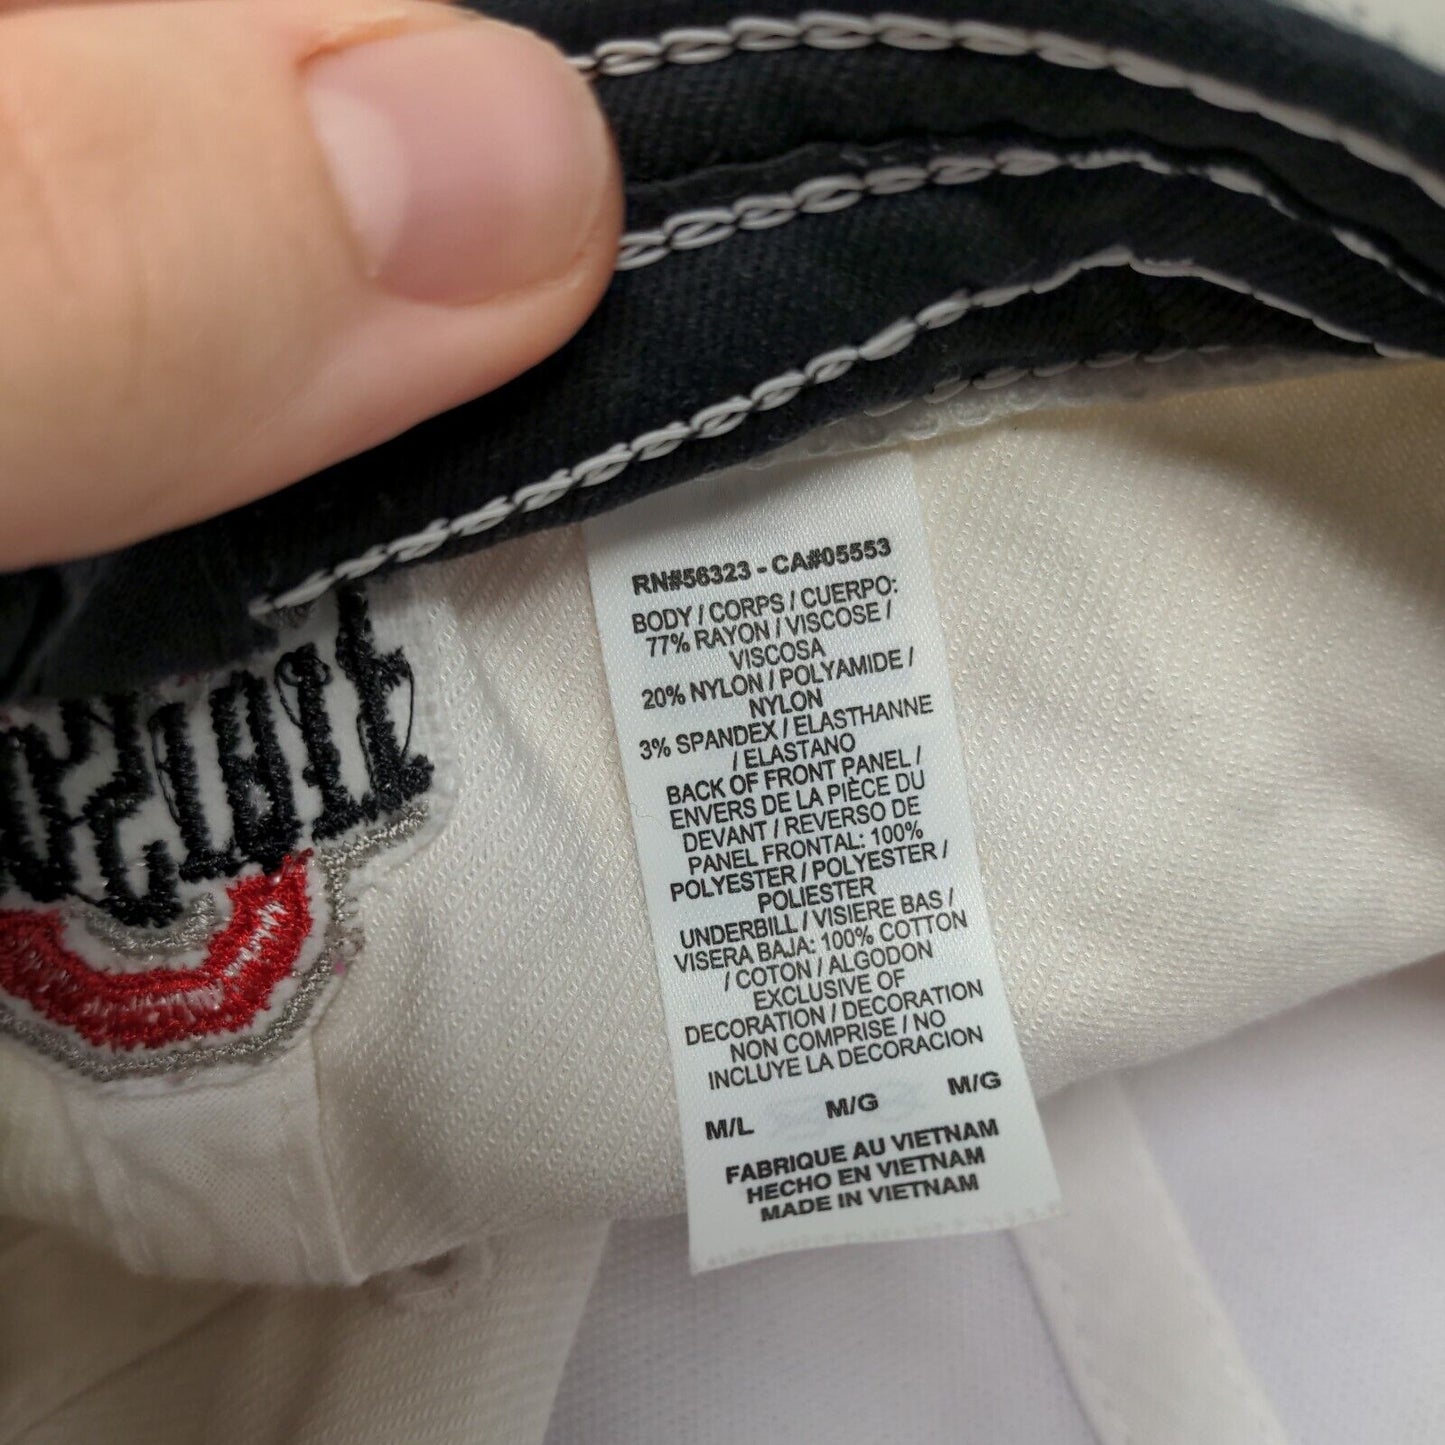 RN#56323 - CA#05553
BODY / CORPS / CUERPO:
77% RAYON / VISCOSE /
VISCOSA
20% NYLON / POLYAMIDE /
NYLON
3% SPANDEX / ELASTHANNE
/ ELASTANO
BACK OF FRONT PANEL /
ENVERS DE LA PIÈCE DU
DEVANT / REVERSO DE
PANEL FRONTAL: 100%
POLYESTER / POLYESTER /
POLIESTER
UNDERBILL / VISIERE BAS /
VISERA BAJA: 100% COTTON
/ COTON / ALGODON
EXCLUSIVE OF
DECORATION / DECORATION
NON COMPRISE / NO
INCLUYE LA DECORACION
M/L M/G M/G
FABRIQUE AU VIETNAM
HECHO EN VIETNAM
MADE IN VIETNAM